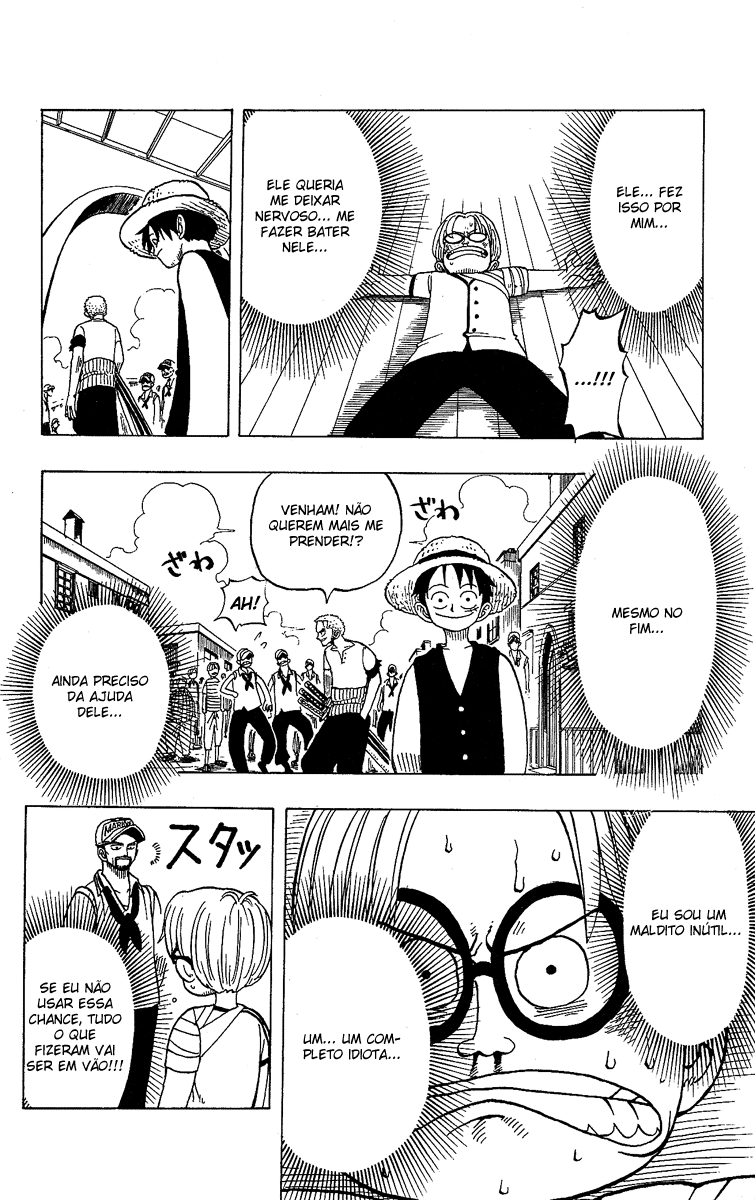 ELE... FEZ
ISSO POR
MIM...
ELE QUERIA
ME DEIXAR
NERVOSO... ME
FAZER BATER
NELE...
...!!!
MESMO NO
FIM...
ざわ
VENHAM! NÃO
QUEREM MAIS ME
PRENDER!?
ざわ
AH!
AINDA PRECISO
DA AJUDA
DELE...
EU SOU UM
MALDITO INÚTIL...
UM... UM COM-
PLETO IDIOTA...
スタッ
MARINE
SE EU NÃO
USAR ESSA
CHANCE, TUDO
O QUE
FIZERAM VAI
SER EM VÃO!!!